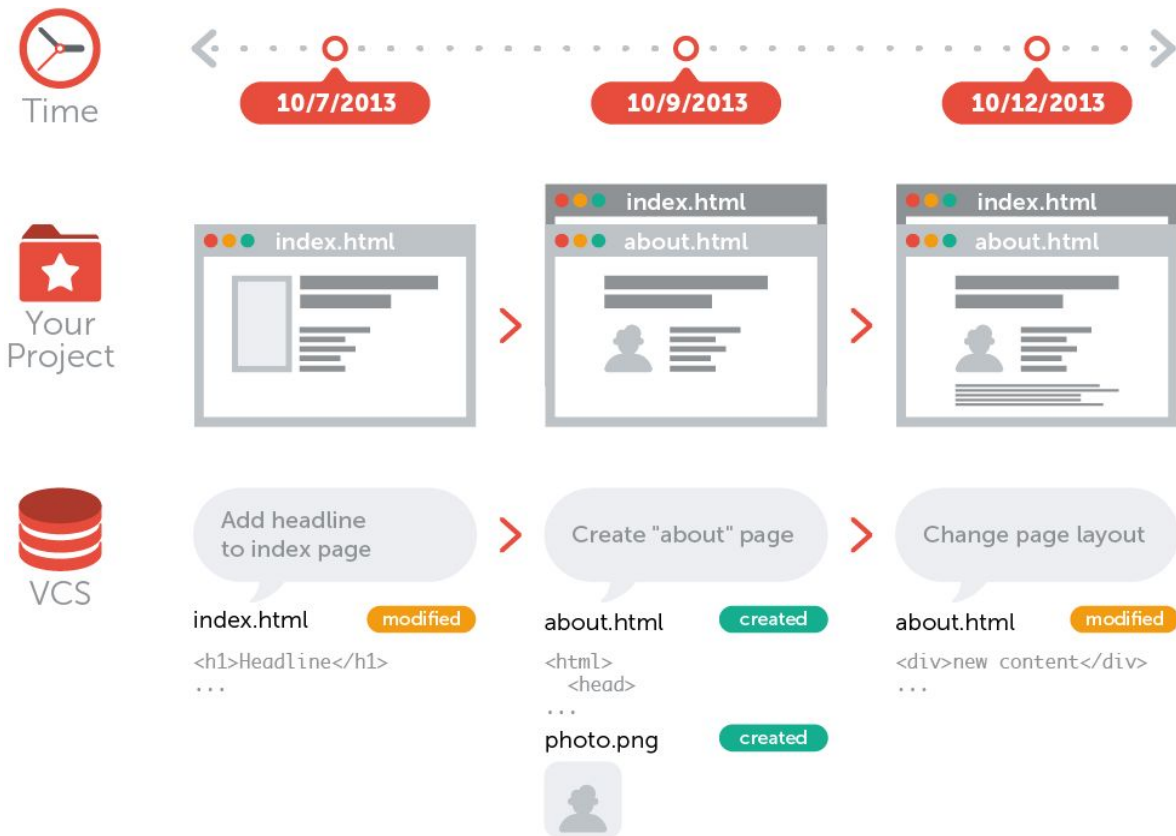 Time
10/7/2013
10/9/2013
10/12/2013
Your
Project
index.html
index.html
about.html
index.html
about.html
VCS
Add headline
to index page
index.html modified
<h1>Headline</h1>
...
Create "about" page
about.html created
<html>
<head>
...
photo.png created
Change page layout
about.html modified
<div>new content</div>
...